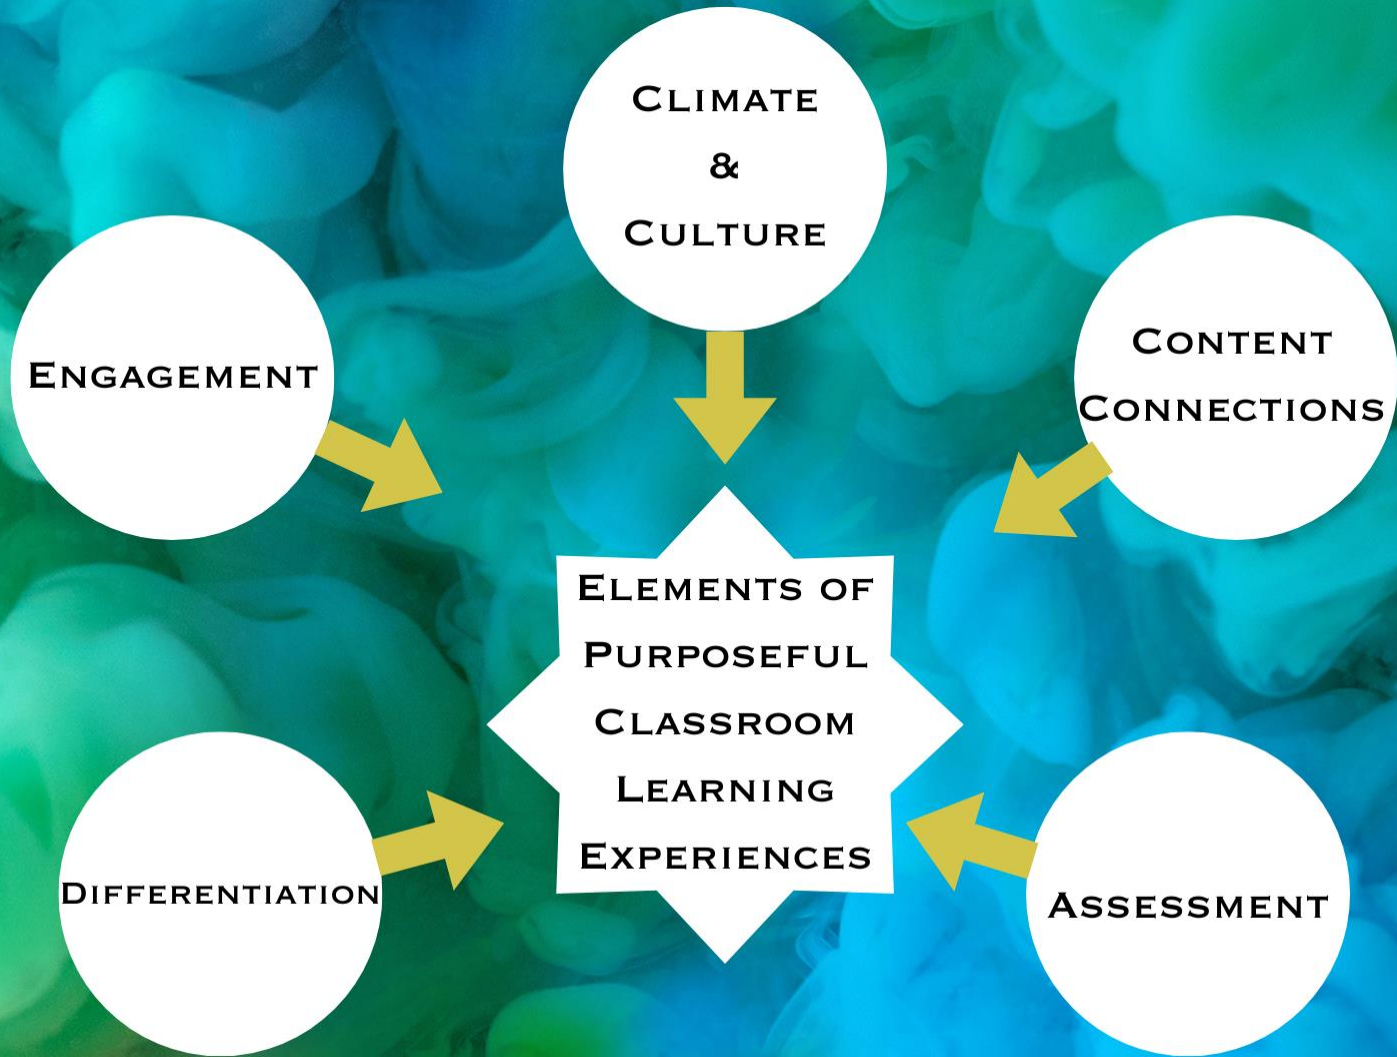 Climate
&
Culture
Engagement
Content
Connections
Elements of
Purposeful
Classroom
Learning
Experiences
Differentiation
Assessment